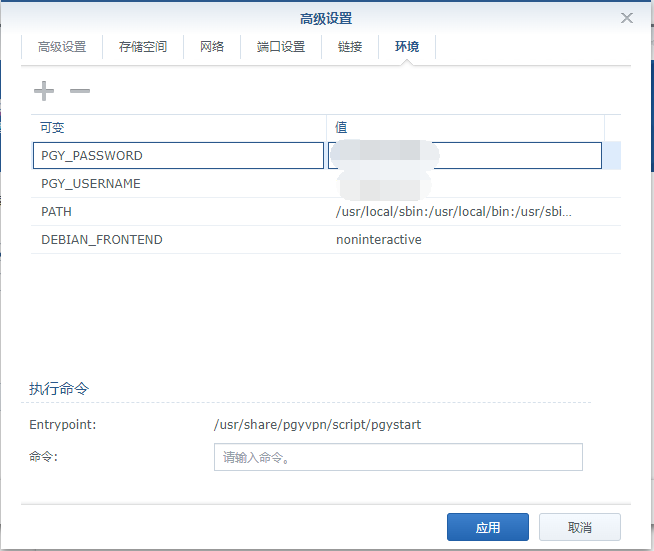 高级设置
高级设置 存储空间 网络 端口设置 链接 环境
可变 值
PGY_PASSWORD
PGY_USERNAME
PATH /usr/local/sbin:/usr/local/bin:/usr/sbi...
DEBIAN_FRONTEND noninteractive
执行命令
Entrypoint: /usr/share/pgyvpn/script/pgystart
命令: 请输入命令。
应用 取消